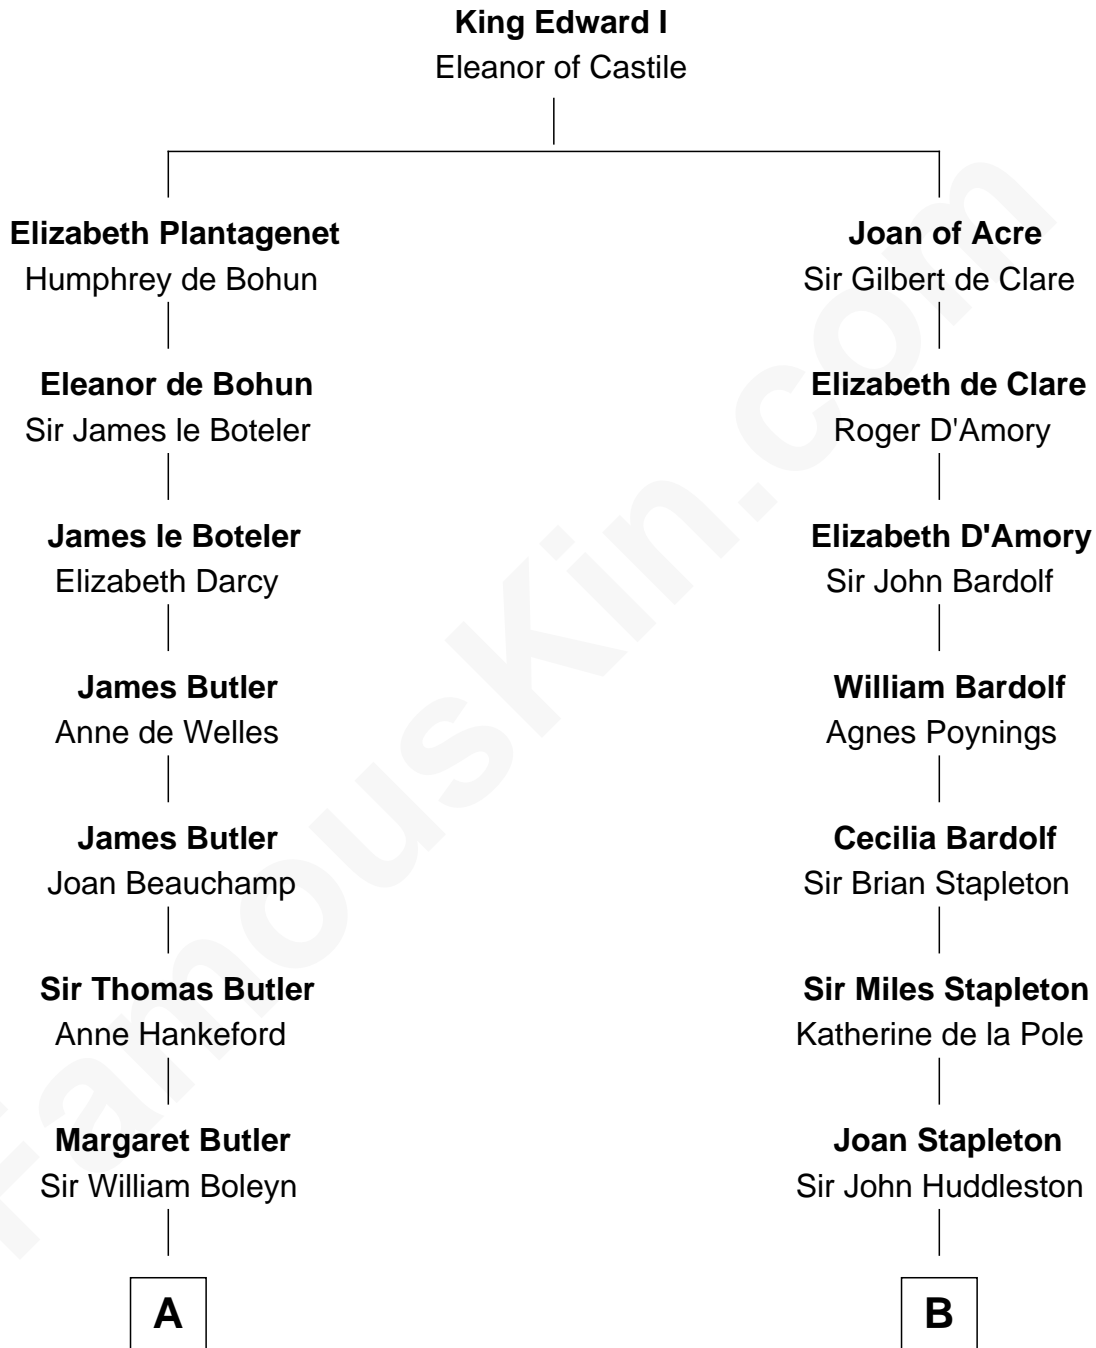 King Edward I
Eleanor of Castile
Elizabeth Plantagenet
Humphrey de Bohun
Joan of Acre
Sir Gilbert de Clare
Eleanor de Bohun
Sir James le Boteler
Elizabeth de Clare
Roger D'Amory
James le Boteler
Elizabeth Darcy
Elizabeth D'Amory
Sir John Bardolf
James Butler
Anne de Welles
William Bardolf
Agnes Poynings
James Butler
Joan Beauchamp
Cecilia Bardolf
Sir Brian Stapleton
Sir Thomas Butler
Anne Hankeford
Sir Miles Stapleton
Katherine de la Pole
Margaret Butler
Sir William Boleyn
Joan Stapleton
Sir John Huddleston
A
B
FamousKin.com